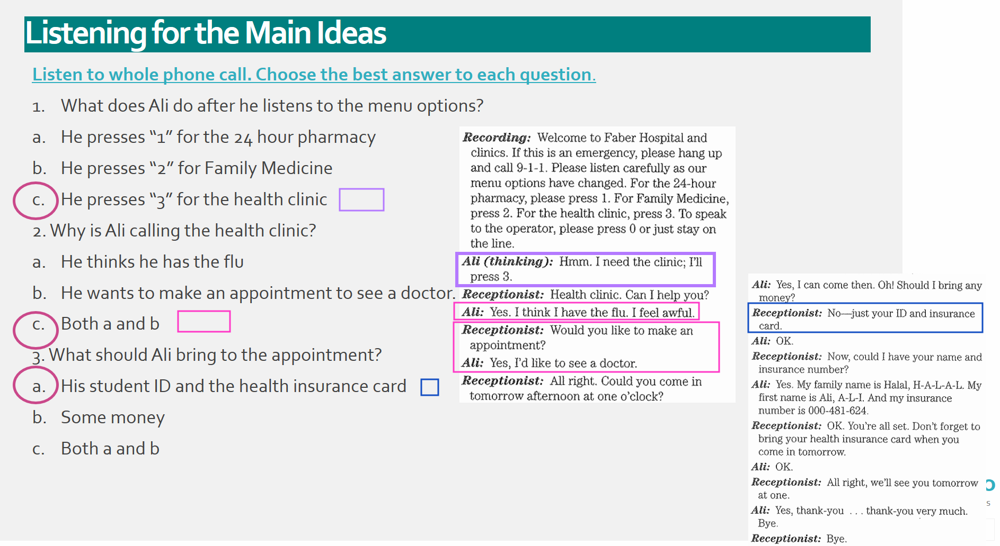 Listening for the Main Ideas
Listen to whole phone call. Choose the best answer to each question.
1. What does Ali do after he listens to the menu options?
a. He presses “1” for the 24 hour pharmacy
b. He presses “2” for Family Medicine
c. He presses “3” for the health clinic
2. Why is Ali calling the health clinic?
a. He thinks he has the flu
b. He wants to make an appointment to see a doctor.
c. Both a and b
3. What should Ali bring to the appointment?
a. His student ID and the health insurance card
b. Some money
c. Both a and b
Recording: Welcome to Faber Hospital and
clinics. If this is an emergency, please hang up
and call 9-1-1. Please listen carefully as our
menu options have changed. For the 24-hour
pharmacy, please press 1. For Family Medicine,
press 2. For the health clinic, press 3. To speak
to the operator, please press 0 or just stay on
the line.
Ali (thinking): Hmm. I need the clinic; I’ll
press 3.
Receptionist: Health clinic. Can I help you?
Ali: Yes. I think I have the flu. I feel awful.
Receptionist: Would you like to make an
appointment?
Ali: Yes, I’d like to see a doctor.
Receptionist: All right. Could you come in
tomorrow afternoon at one o’clock?
Ali: Yes, I can come then. Oh! Should I bring any
money?
Receptionist: No—just your ID and insurance
card.
Ali: OK.
Receptionist: Now, could I have your name and
insurance number?
Ali: Yes. My family name is Halal, H-A-L-A-L. My
first name is Ali, A-L-I. And my insurance
number is 000-481-624.
Receptionist: OK. You’re all set. Don’t forget to
bring your health insurance card when you
come in tomorrow.
Ali: OK.
Receptionist: All right, we’ll see you tomorrow
at one.
Ali: Yes, thank-you . . . thank-you very much.
Bye.
Receptionist: Bye.